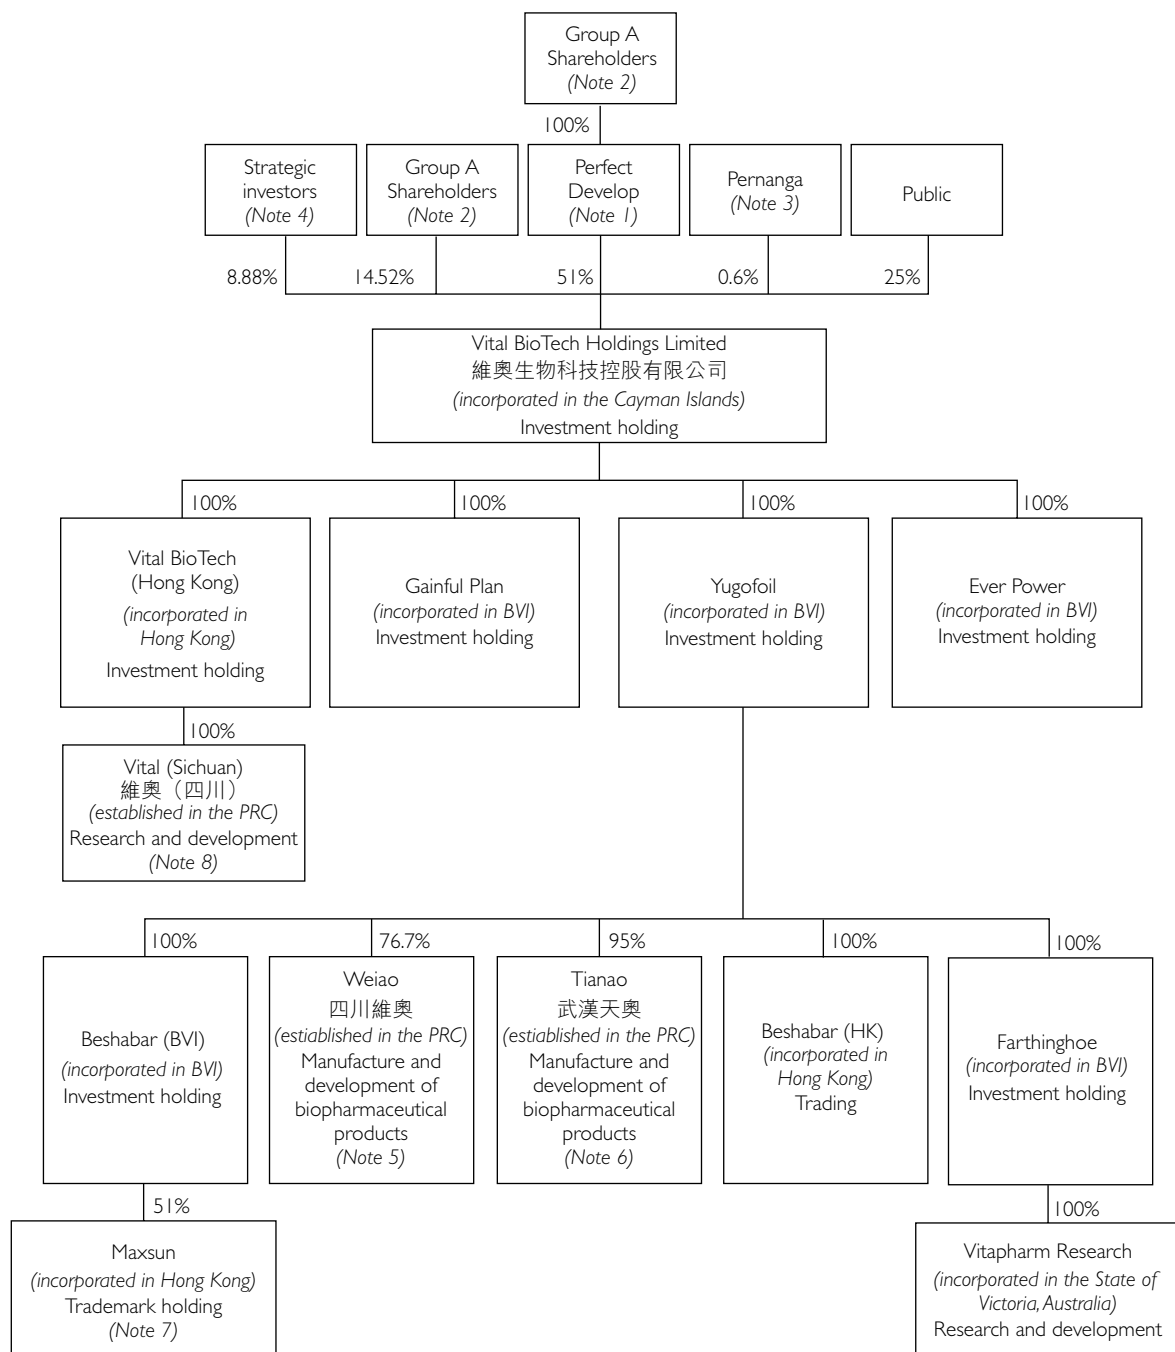 Group A
Shareholders
(Note 2)
100%
Strategic
investors
(Note 4)
Group A
Shareholders
(Note 2)
Perfect
Develop
(Note 1)
Pernanga
(Note 3)
Public
8.88%
14.52%
51%
0.6%
25%
Vital BioTech Holdings Limited
維奧生物科技控股有限公司
(incorporated in the Cayman Islands)
Investment holding
100%
100%
100%
100%
Vital BioTech
(Hong Kong)
(incorporated in
Hong Kong)
Investment holding
Gainful Plan
(incorporated in BVI)
Investment holding
Yugofoil
(incorporated in BVI)
Investment holding
Ever Power
(incorporated in BVI)
Investment holding
100%
Vital (Sichuan)
維奧（四川）
(established in the PRC)
Research and development
(Note 8)
100%
76.7%
95%
100%
100%
Beshabar (BVI)
(incorporated in BVI)
Investment holding
Weiao
四川維奧
(estiablished in the PRC)
Manufacture and
development of
biopharmaceutical
products
(Note 5)
Tianao
武漢天奧
(estiablished in the PRC)
Manufacture and
development of
biopharmaceutical
products
(Note 6)
Beshabar (HK)
(incorporated in
Hong Kong)
Trading
Farthinghoe
(incorporated in BVI)
Investment holding
51%
100%
Maxsun
(incorporated in Hong Kong)
Trademark holding
(Note 7)
Vitapharm Research
(incorporated in the State of
Victoria, Australia)
Research and development